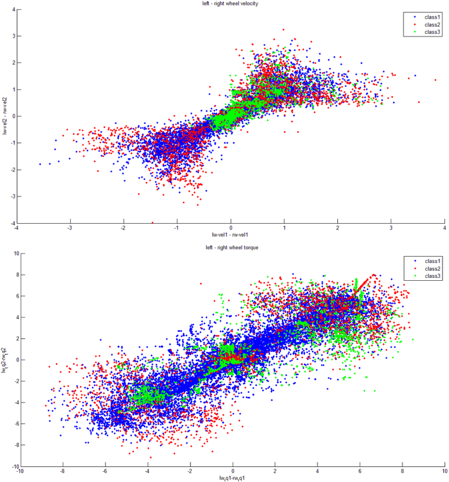 left - right wheel velocity
4
3
2
1
0
-1
-2
-3
-4
-4 -3 -2 -1 0 1 2 3 4
class1
class2
class3
left - right wheel torque
10
8
6
4
2
0
-2
-4
-6
-8
-10
-10 -8 -6 -4 -2 0 2 4 6 8 10
class1
class2
class3